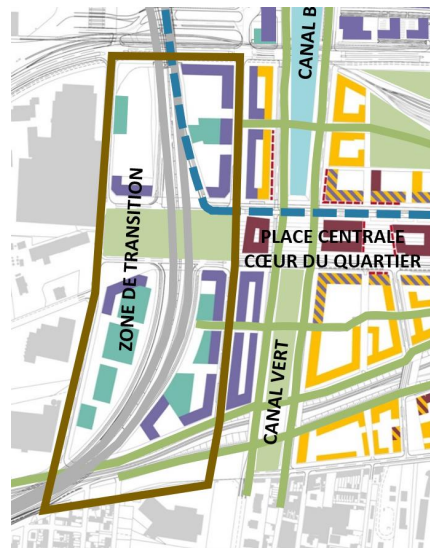 CANAL B
ZONE DE TRANSITION
PLACE CENTRALE
CŒUR DU QUARTIER
CANAL VERT